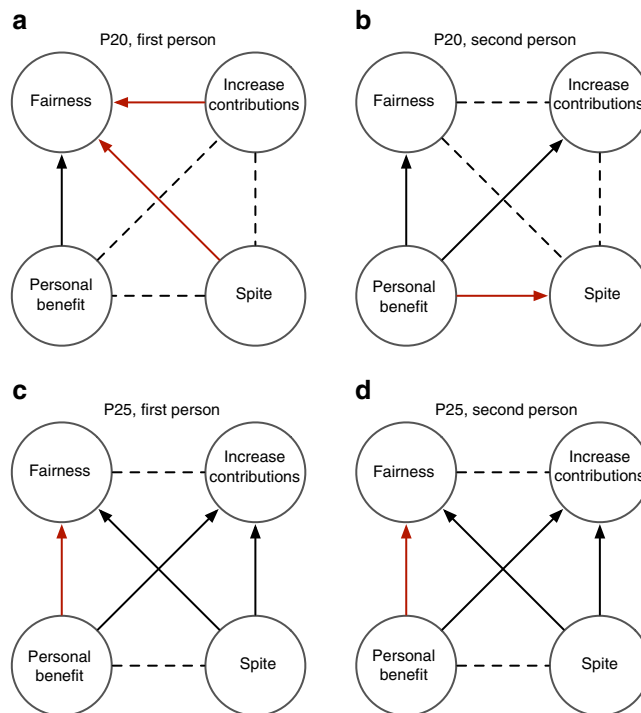 a
P20, first person
Fairness
Increase
contributions
Personal
benefit
Spite
b
P20, second person
Fairness
Increase
contributions
Personal
benefit
Spite
c
P25, first person
Fairness
Increase
contributions
Personal
benefit
Spite
d
P25, second person
Fairness
Increase
contributions
Personal
benefit
Spite